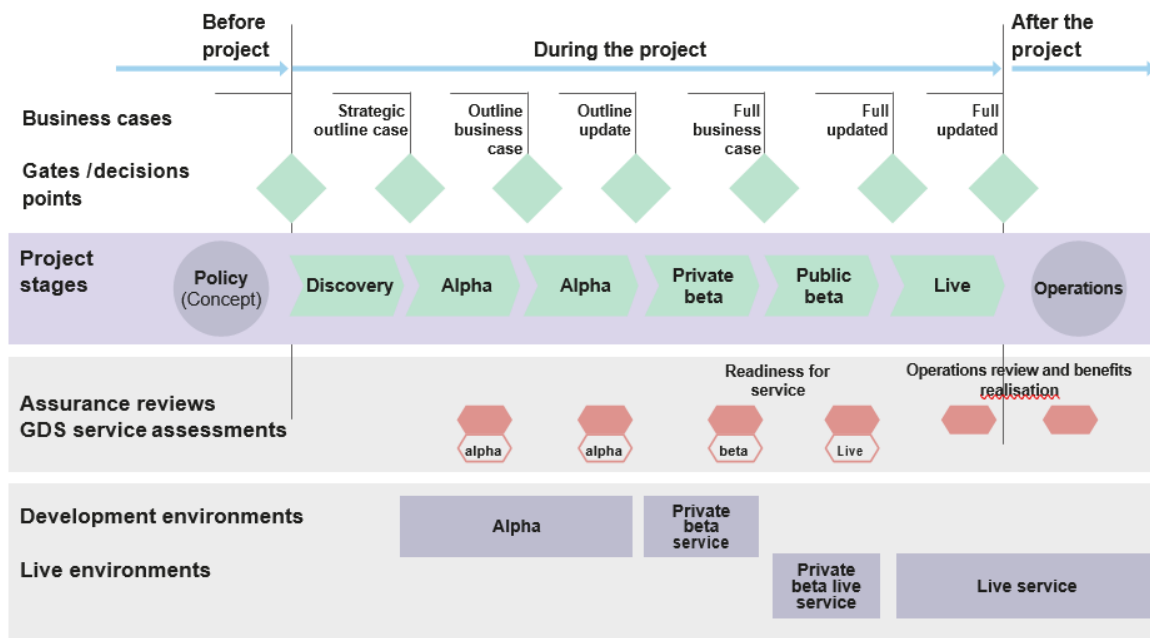 Before
project
During the project
After the
project
Business cases
Strategic
outline case
Outline
business
case
Outline
update
Full
business
case
Full
updated
Full
updated
Gates /decisions
points
Project
stages
Policy
(Concept)
Discovery
Alpha
Alpha
Private
beta
Public
beta
Live
Operations
Assurance reviews
GDS service assessments
Readiness for
service
Operations review and benefits
realisation
alpha
alpha
beta
Live
Development environments
Alpha
Private
beta
service
Live environments
Private
beta live
service
Live service